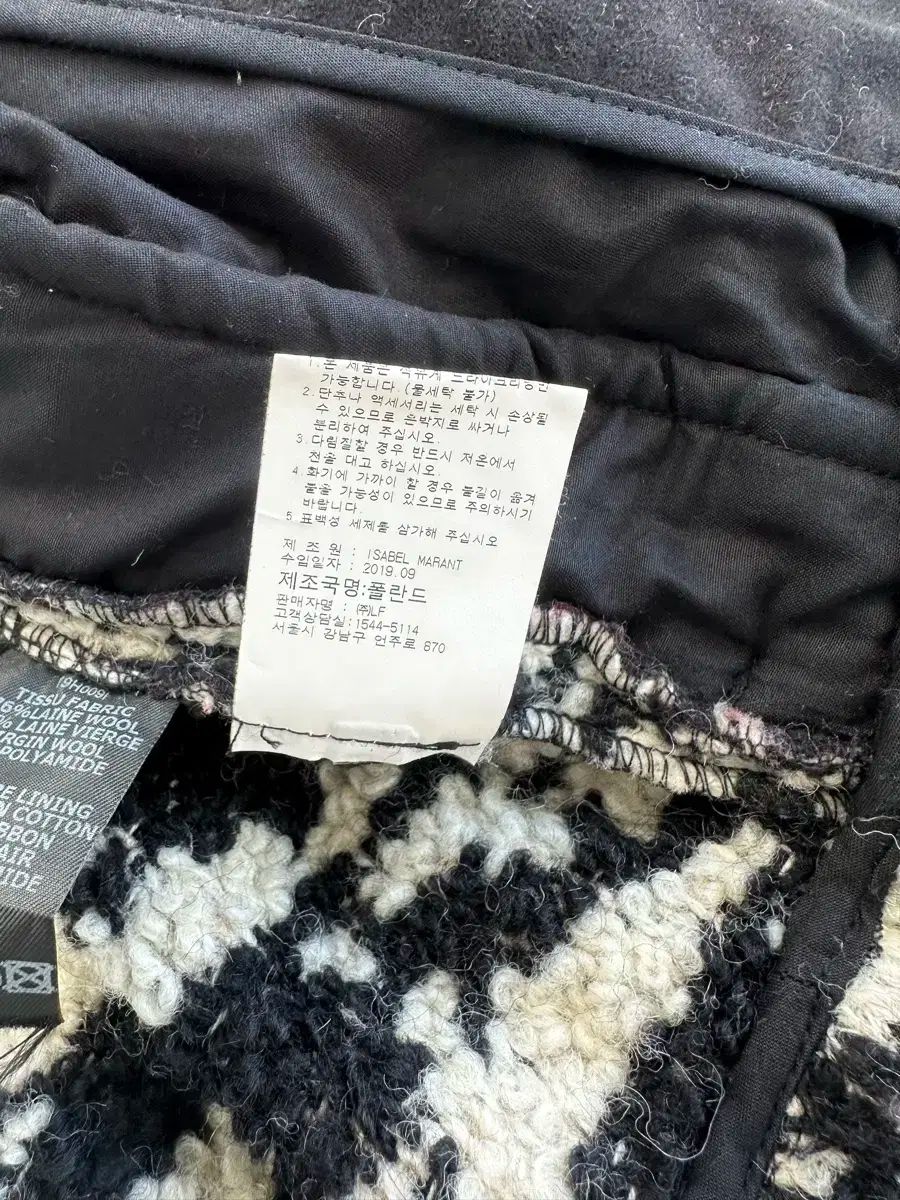 1. 본 제품은 석유계 드라이크리닝만
가능합니다.(물세탁 불가)
2. 단추나 액세서리는 세탁 시 손상될
수 있으므로 은박지로 싸거나
분리하여 주십시오.
3. 다림질할 경우 반드시 저온에서
천을 대고 하십시오.
4. 화기에 가까이 할 경우 불길이 옮겨
붙을 가능성이 있으므로 주의하시기
바랍니다.
5. 표백성 세제를 삼가해 주십시오
제 조 원 : ISABEL MARANT
수입일자 : 2019.09
제조국명:폴란드
판매자명 : ㈜LF
고객상담실:1544-5114
서울시 강남구 언주로 870
TISSU FABRIC
6%LAINE WOOL
% LAINE VIERGE
IRGIN WOOL
POLYAMIDE
E LINING
COTTON
BBON
AIR
IDE